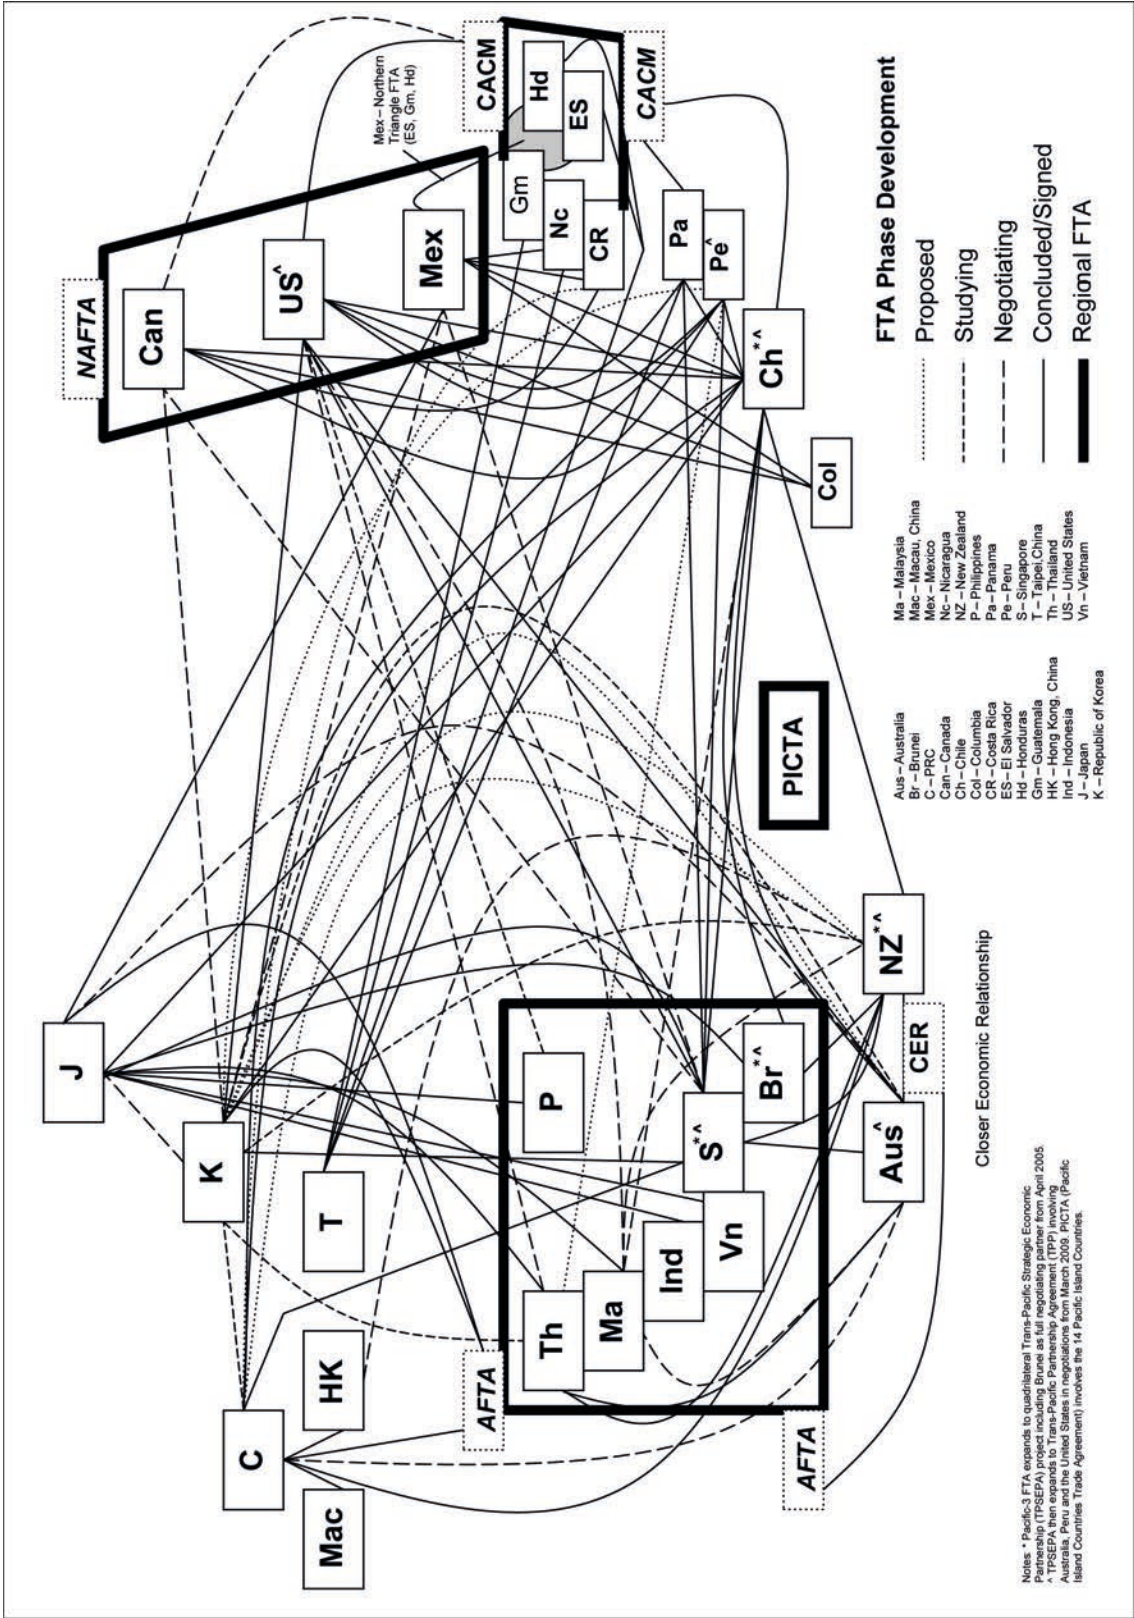 J
K
C
T
HK
Mac
AFTA
P
Th
Ma
Ind
Vn
S*^
Br*^
AFTA
Aus^
CER
NZ*^
Closer Economic Relationship
PICTA
NAFTA
Can
US^
Mex
Mex – Northern
Triangle FTA
(ES, Gm, Hd)
CACM
Hd
ES
Gm
Nc
CR
CACM
Pa
Pe^
Ch*^
Col
Aus – Australia
Br – Brunei
C – PRC
Can – Canada
Ch – Chile
Col – Columbia
CR – Costa Rica
ES – El Salvador
Hd – Honduras
Gm – Guatemala
HK – Hong Kong, China
Ind – Indonesia
J – Japan
K – Republic of Korea
Ma – Malaysia
Mac – Macau, China
Mex – Mexico
Nc – Nicaragua
NZ – New Zealand
P – Philippines
Pa – Panama
Pe – Peru
S – Singapore
T – Taipei,China
Th – Thailand
US – United States
Vn – Vietnam
FTA Phase Development
Proposed
Studying
Negotiating
Concluded/Signed
Regional FTA
Notes: * Pacific-3 FTA expands to quadrilateral Trans-Pacific Strategic Economic
Partnership (TPSEPA) project including Brunei as full negotiating partner from April 2005.
^ TPSEPA then expands to Trans-Pacific Partnership Agreement (TPP) involving
Australia, Peru and the United States in negotiations from March 2009. PICTA (Pacific
Island Countries Trade Agreement) involves the 14 Pacific Island Countries.